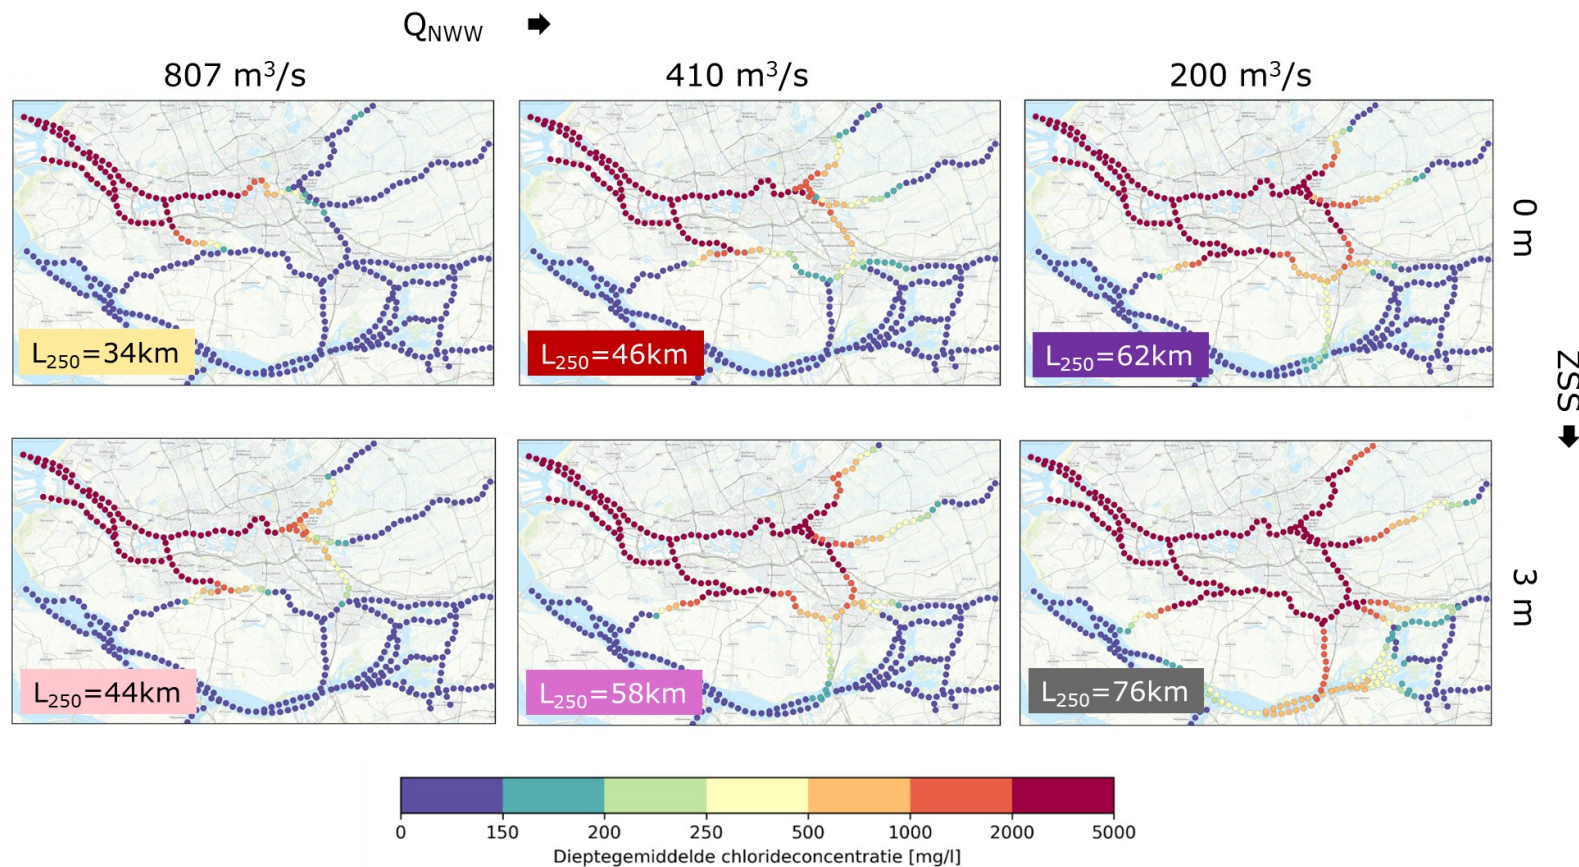 Q_NWW
807 m³/s
410 m³/s
200 m³/s
0 m
L₂₅₀=34km
L₂₅₀=46km
L₂₅₀=62km
ZSS
3 m
L₂₅₀=44km
L₂₅₀=58km
L₂₅₀=76km
0 150 200 250 500 1000 2000 5000
Dieptegemiddelde chlorideconcentratie [mg/l]